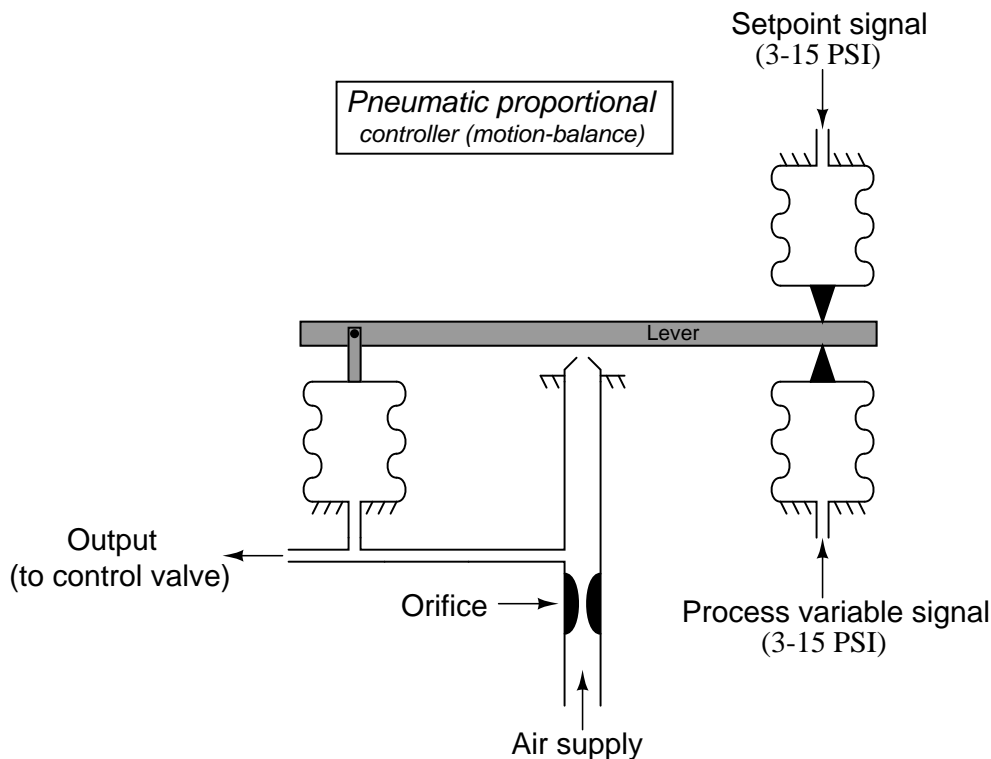 Setpoint signal
(3-15 PSI)
Pneumatic proportional
controller (motion-balance)
Lever
Output
(to control valve)
Orifice
Process variable signal
(3-15 PSI)
Air supply